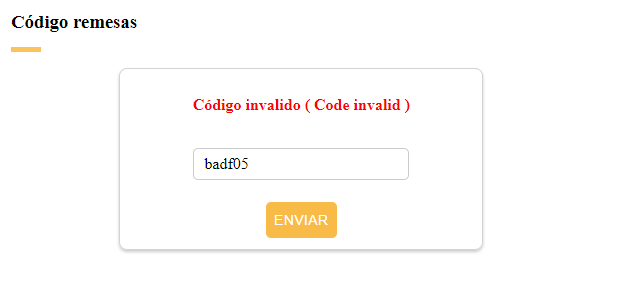 Código remesas
Código invalido ( Code invalid )
badf05
ENVIAR